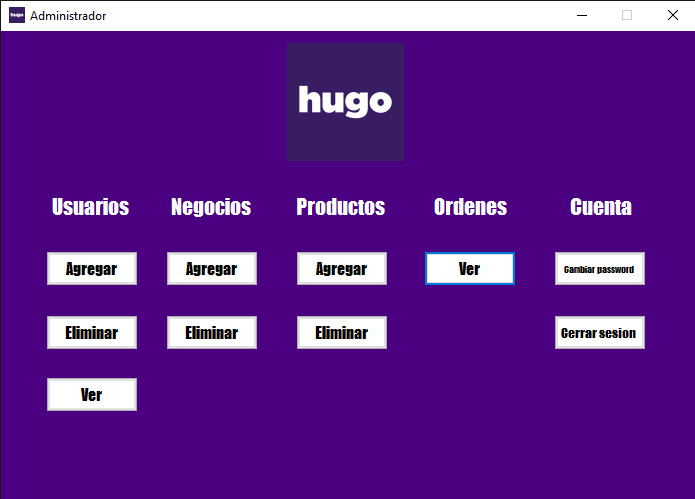 hugo Administrador
hugo
Usuarios Negocios Productos Ordenes Cuenta
Agregar Agregar Agregar Ver Cambiar password
Eliminar Eliminar Eliminar Cerrar sesion
Ver